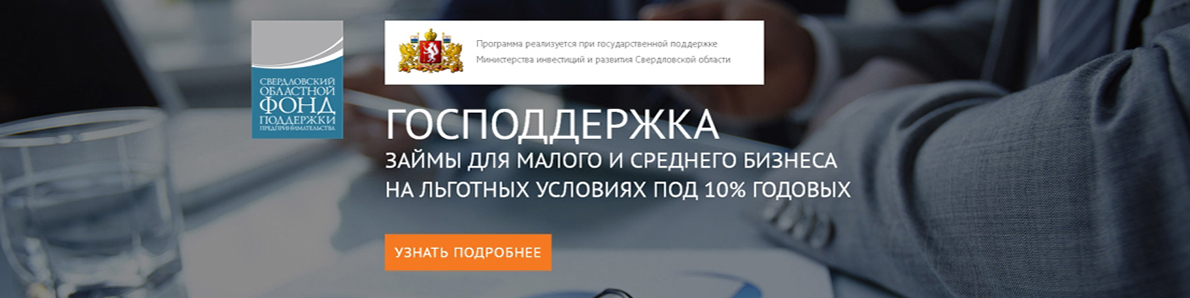 СВЕРДЛОВСКИЙ
ОБЛАСТНОЙ
ФОНД
ПОДДЕРЖКИ
ПРЕДПРИНИМАТЕЛЬСТВА
Программа реализуется при государственной поддержке
Министерства инвестиций и развития Свердловской области
ГОСПОДДЕРЖКА
ЗАЙМЫ ДЛЯ МАЛОГО И СРЕДНЕГО БИЗНЕСА
НА ЛЬГОТНЫХ УСЛОВИЯХ ПОД 10% ГОДОВЫХ
УЗНАТЬ ПОДРОБНЕЕ